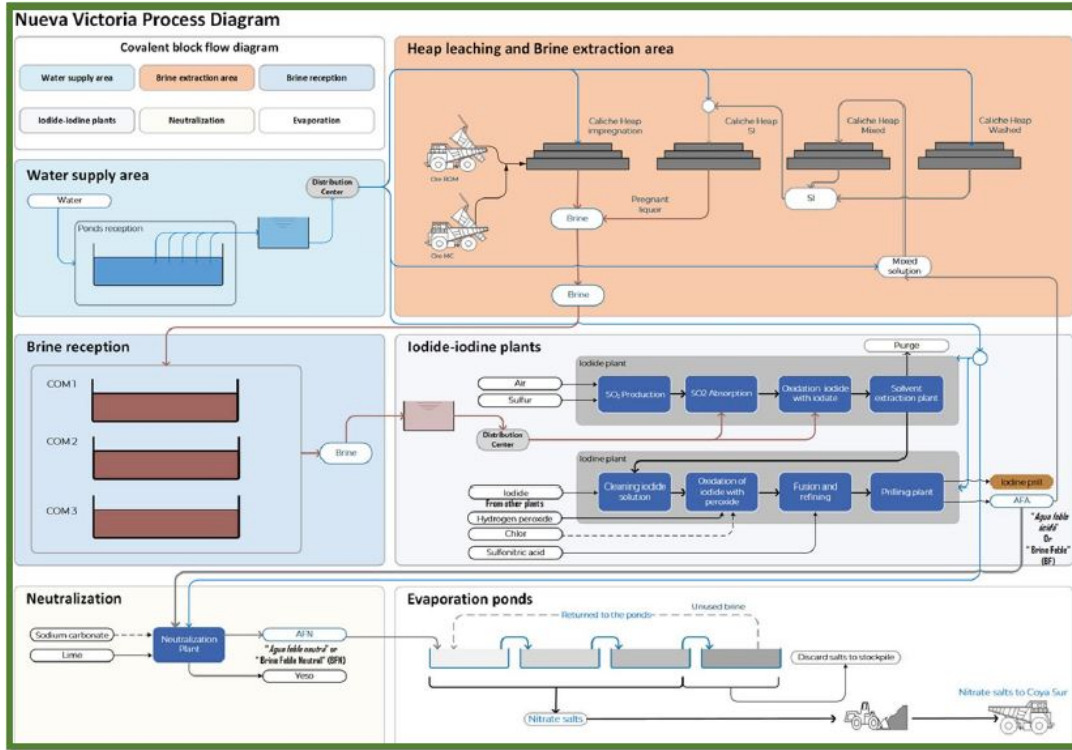 Nueva Victoria Process Diagram
Covalent block flow diagram
Water supply area
Brine extraction area
Brine reception
Iodide-iodine plants
Neutralization
Evaporation
Heap leaching and Brine extraction area
Caliche Heap
impregnation
Caliche Heap
SI
Caliche Heap
Mixed
Caliche Heap
Washed
Ore ROM
Ore MC
Pregnant
liquor
SI
Brine
Mixed
solution
Brine
Water supply area
Water
Distribution
Center
Ponds reception
Brine reception
COM 1
COM 2
COM 3
Brine
Iodide-iodine plants
Purge
Iodide plant
Air
Sulfur
SO₂ Production
SO2 Absorption
Oxidation iodide
with iodate
Solvent
extraction plant
Distribution
Center
Iodine plant
Iodide
From other plants
Hydrogen peroxide
Chlor
Sulfonitric acid
Cleaning iodide
solution
Oxidation of
iodide with
peroxide
Fusion and
refining
Prilling plant
Iodine prill
AFA
"Agua feble
acida"
Or
"Brine Feble"
(BF)
Neutralization
Sodium carbonate
Lime
Neutralization
Plant
AFN
"Agua feble neutra" or
"Brine Feble Neutral" (BFN)
Yeso
Evaporation ponds
Returned to the ponds
Unused brine
Discard salts to stockpile
Nitrate salts
Nitrate salts to Coya Sur